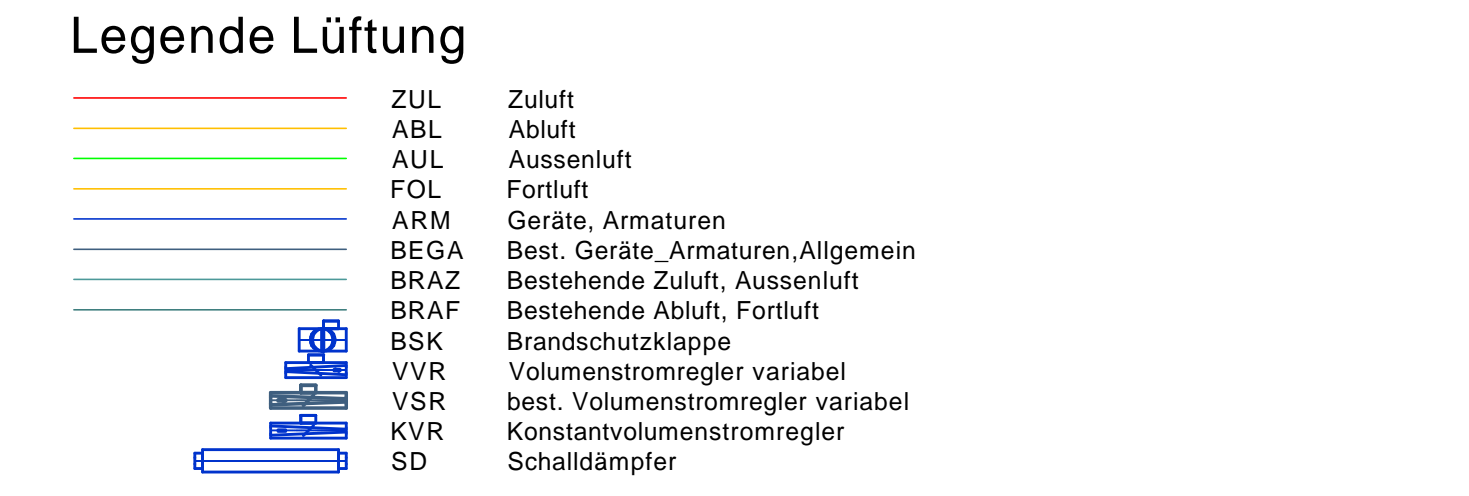 Legende Lüftung
ZUL Zuluft
ABL Abluft
AUL Aussenluft
FOL Fortluft
ARM Geräte, Armaturen
BEGA Best. Geräte_Armaturen,Allgemein
BRAZ Bestehende Zuluft, Aussenluft
BRAF Bestehende Abluft, Fortluft
BSK Brandschutzklappe
VVR Volumenstromregler variabel
VSR best. Volumenstromregler variabel
KVR Konstantvolumenstromregler
SD Schalldämpfer